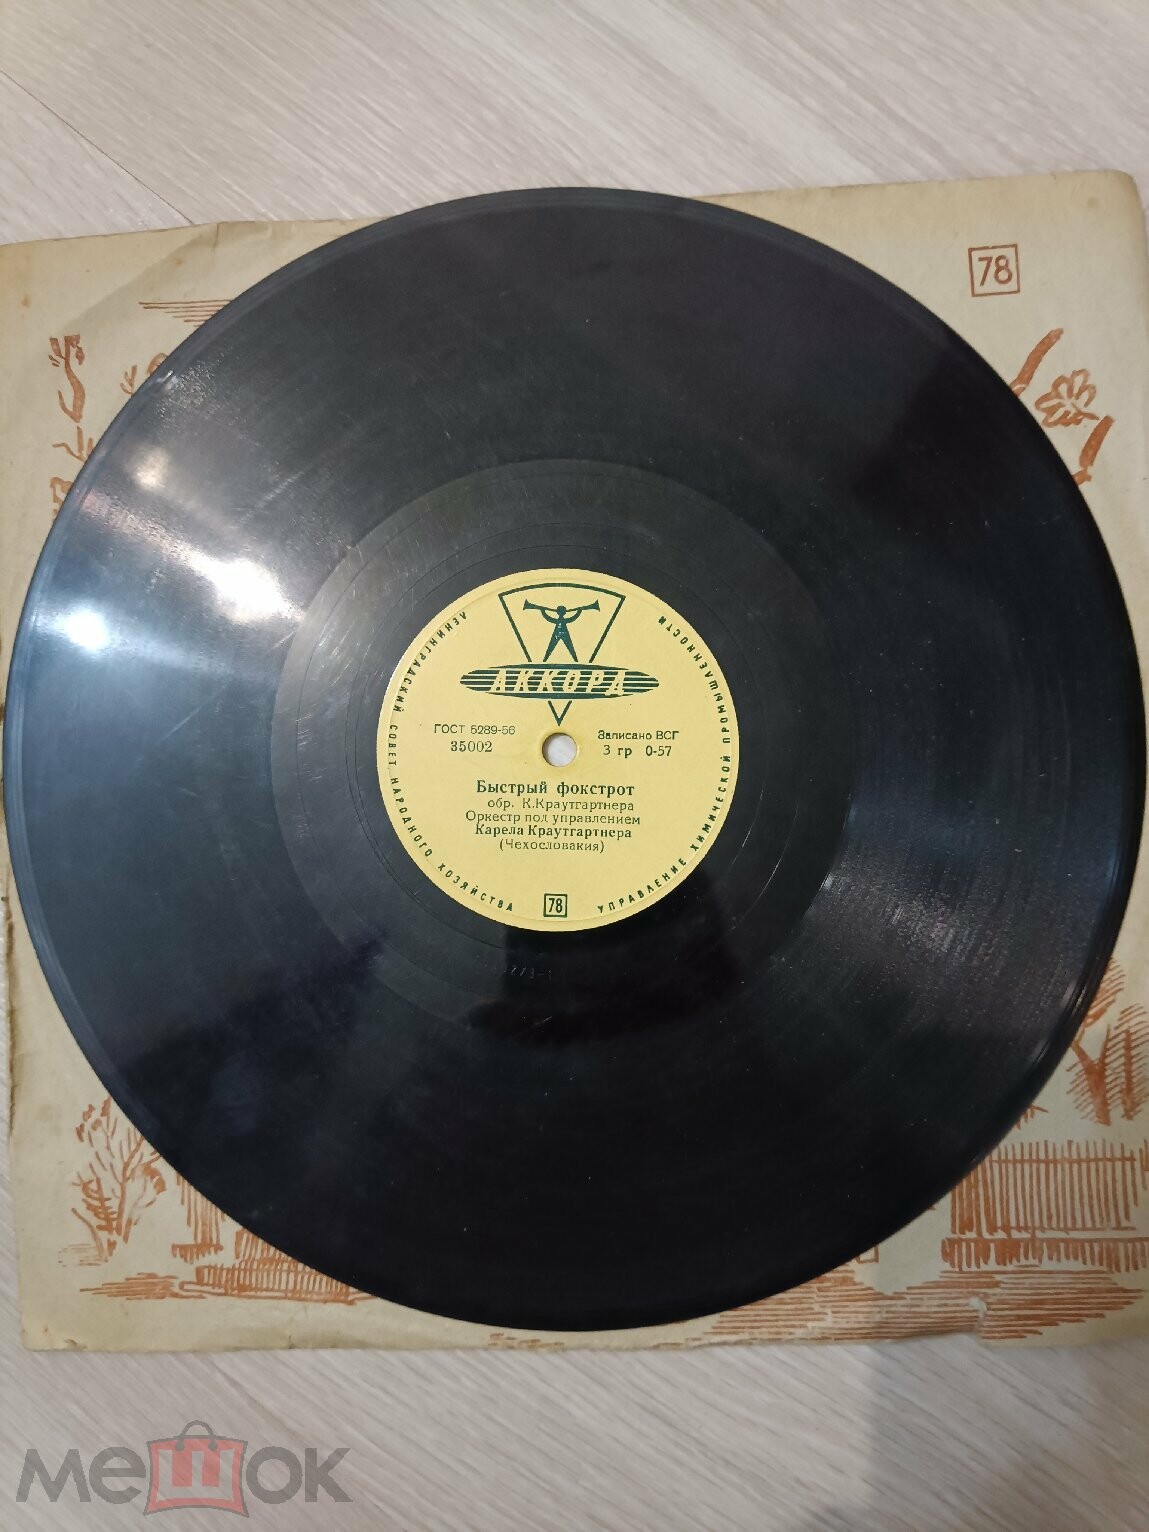 78
ЛЕНИНГРАДСКИЙ СОВЕТ НАРОДНОГО ХОЗЯЙСТВА
УПРАВЛЕНИЕ ХИМИЧЕСКОЙ ПРОМЫШЛЕННОСТИ
АККОРД
ГОСТ 5289-56
35002
Записано ВСГ
3 гр 0-57
Быстрый фокстрот
обр. К.Краутгартнера
Оркестр под управлением
Карела Краутгартнера
(Чехословакия)
78
мешок